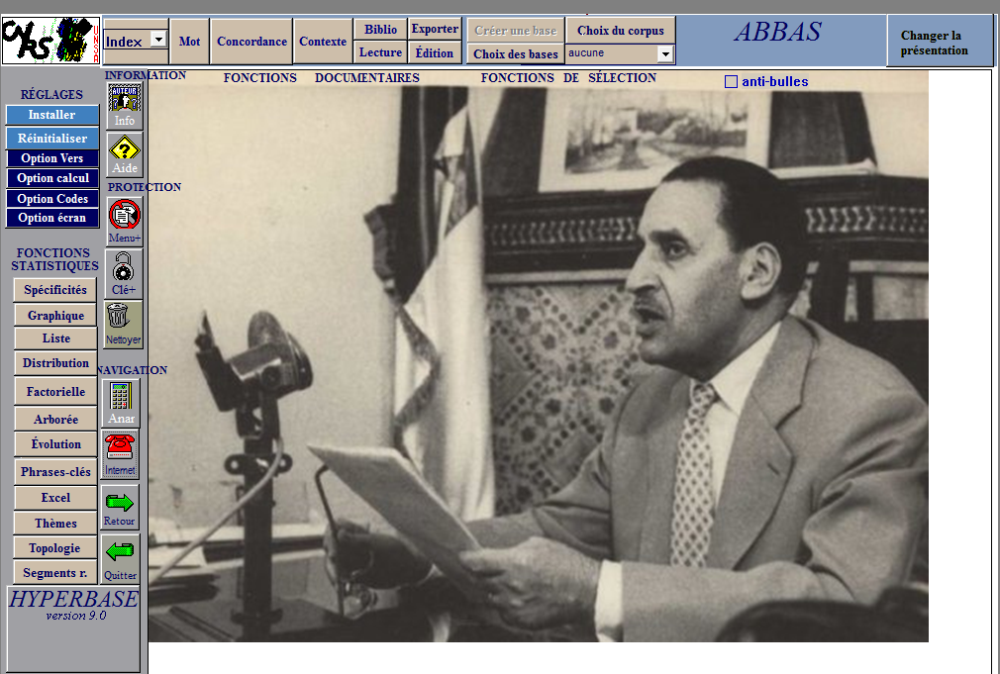 UNSA
Index
Mot
Concordance
Contexte
Biblio
Lecture
Exporter
Édition
Créer une base
Choix des bases
Choix du corpus
aucune
ABBAS
Changer la
présentation
INFORMATION
FONCTIONS DOCUMENTAIRES
FONCTIONS DE SÉLECTION
anti-bulles
RÉGLAGES
Installer
Réinitialiser
Option Vers
Option calcul
Option Codes
Option écran
FONCTIONS
STATISTIQUES
Spécificités
Graphique
Liste
Distribution
Factorielle
Arborée
Évolution
Phrases-clés
Excel
Thèmes
Topologie
Segments r.
HYPERBASE
version 9.0
AUTEUR
Info
Aide
PROTECTION
Menu+
Clé+
Nettoyer
NAVIGATION
Anar
Internet
Retour
Quitter